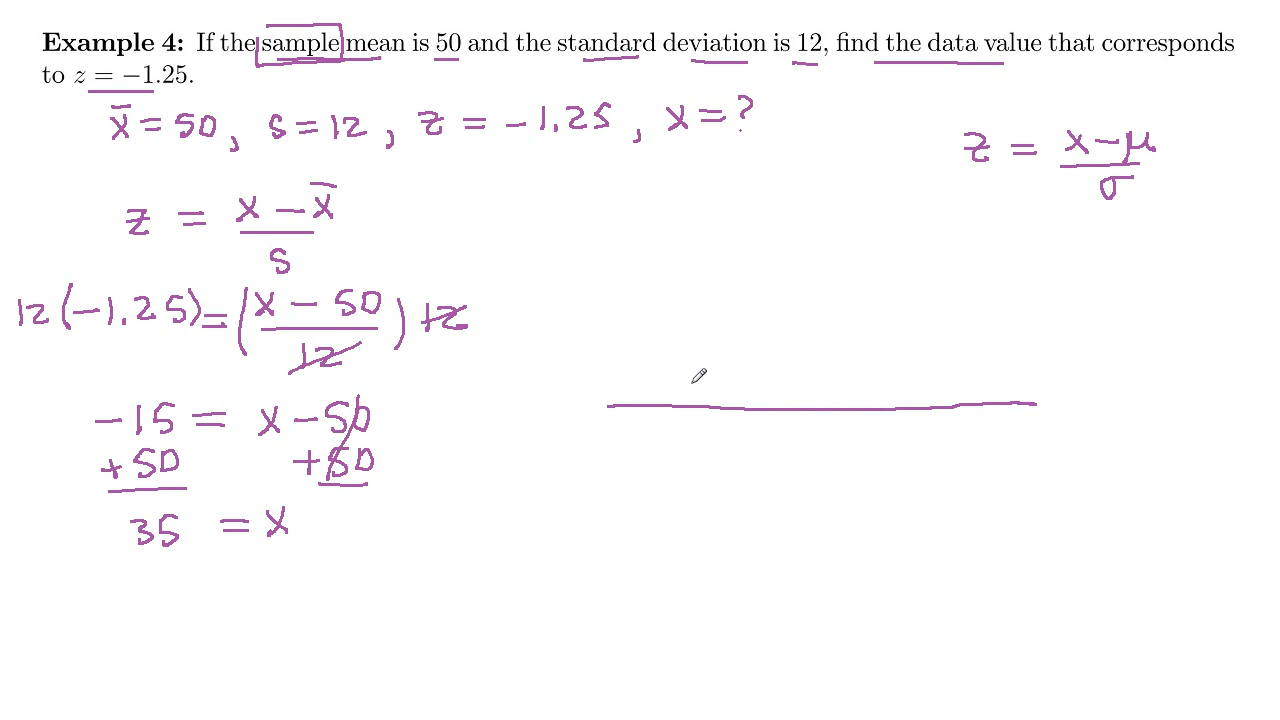 Example 4: If the sample mean is 50 and the standard deviation is 12, find the data value that corresponds
to z = −1.25.
x̄ = 50, s = 12, z = −1.25, x = ?
z = x − μ / σ
z = x − x̄ / s
12(−1.25) = (x − 50 / 12) 12
−15 = x − 50
+50 +50
35 = x